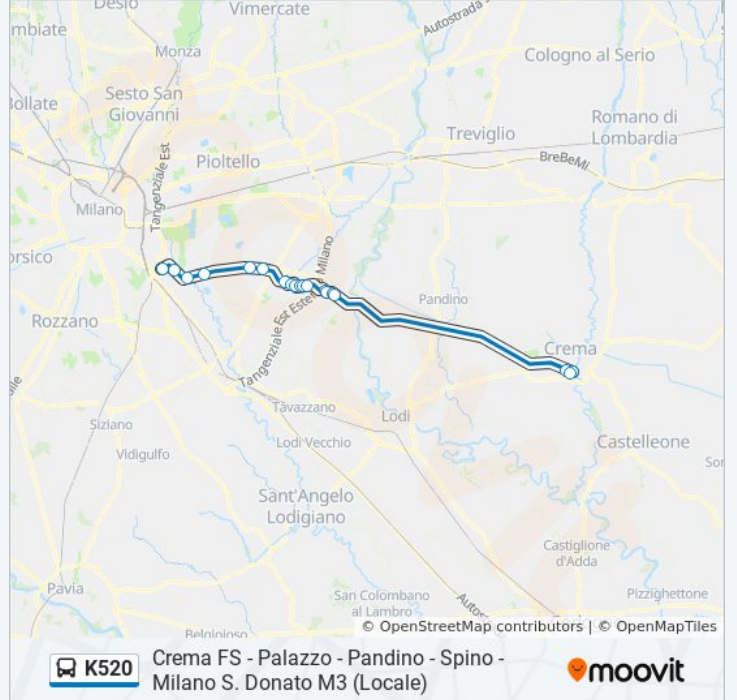 Desio
Vimercate
mbiate
Autostrada
Monza
Cologno al Serio
Sesto San
Giovanni
Bollate
Romano di
Lombardia
Treviglio
Tangenziale Est
Pioltello
BreBeMi
Milano
orsico
Tangenziale Est Esterna Milano
Pandino
Rozzano
Crema
Tavazzano
Lodi
Siziano
Castelleone
Vidigulfo
Lodi Vecchio
Sor
Sant'Angelo
Lodigiano
Castiglione
d'Adda
Pavia
San Colombano
al Lambro
Pizzighettone
Autos
Belgioioso
© OpenStreetMap contributors | © OpenMapTiles
K520
Crema FS - Palazzo - Pandino - Spino -
Milano S. Donato M3 (Locale)
moovit